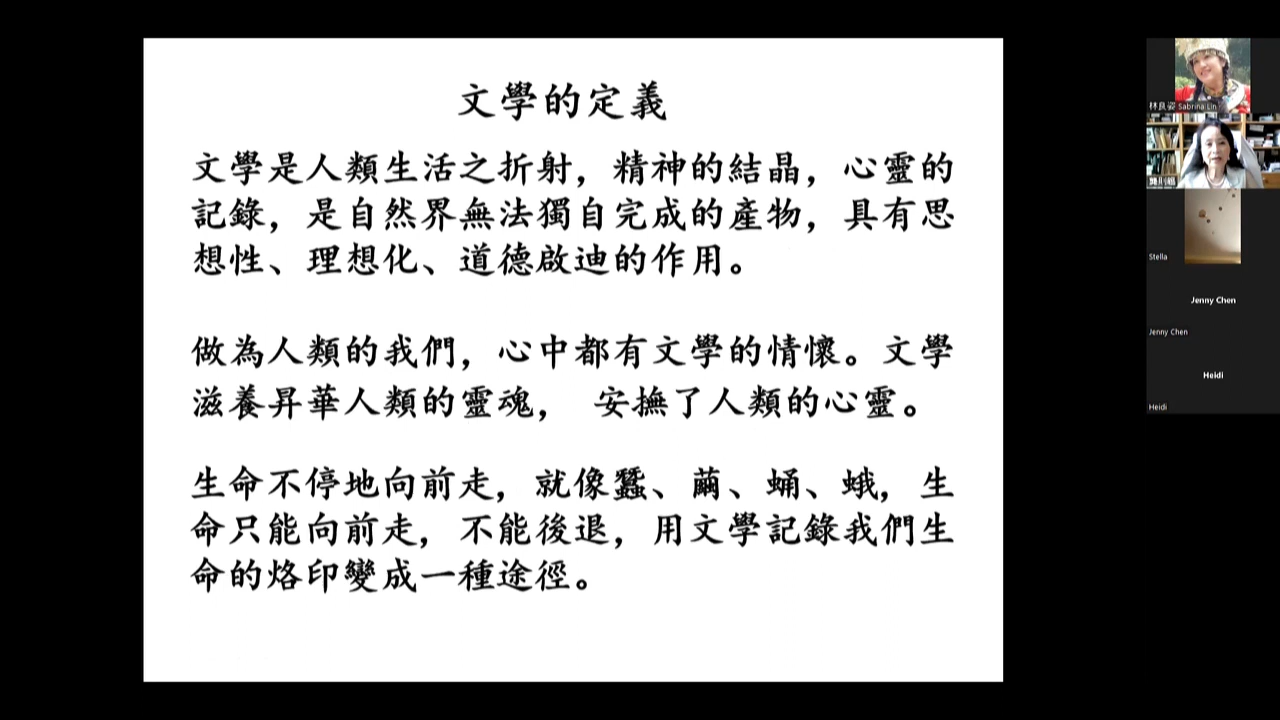 文學的定義
文學是人類生活之折射，精神的結晶，心靈的
記錄，是自然界無法獨自完成的產物，具有思
想性、理想化、道德啟迪的作用。
做為人類的我們，心中都有文學的情懷。文學
滋養昇華人類的靈魂， 安撫了人類的心靈。
生命不停地向前走，就像蠶、繭、蛹、蛾，生
命只能向前走，不能後退，用文學記錄我們生
命的烙印變成一種途徑。
林良姿 Sabrina Lin
Stella
Jenny Chen
Jenny Chen
Heidi
Heidi